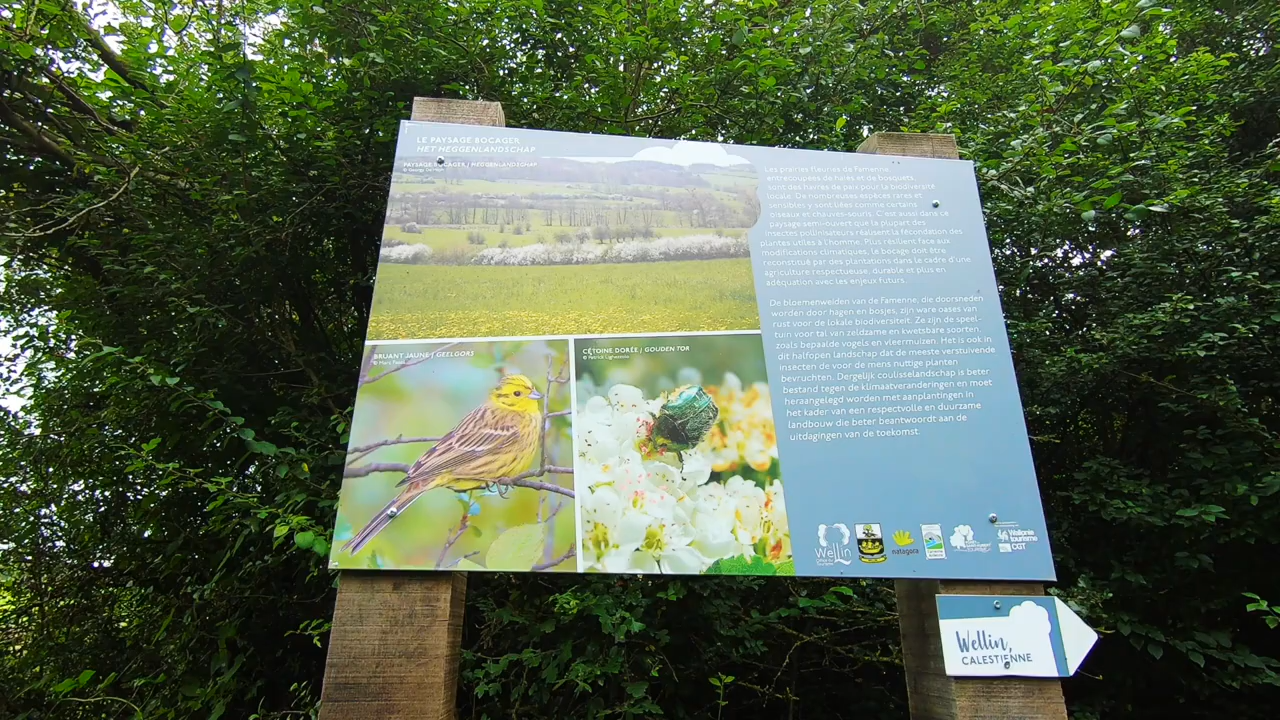 LE PAYSAGE BOCAGER
HET HEGGENLANDSCHAP
PAYSAGE BOCAGER / HEGGENLANDSCHAP
Les prairies fleuries de Famenne,
entrecoupées de haies et de bosquets,
sont des havres de paix pour la biodiversité
locale. De nombreuses espèces rares et
sensibles y sont liées comme certains
oiseaux et chauves-souris. C'est aussi dans ce
paysage semi-ouvert que la plupart des
insectes pollinisateurs réalisent la fécondation des
plantes utiles à l'homme. Plus résilient face aux
modifications climatiques, le bocage doit être
reconstitué par des plantations dans le cadre d'une
agriculture respectueuse, durable et plus en
adéquation avec les enjeux futurs.
De bloemenweiden van de Famenne, die doorsneden
worden door hagen en bosjes, zijn ware oases van
rust voor de lokale biodiversiteit. Ze zijn de speel-
tuin voor tal van zeldzame en kwetsbare soorten,
zoals bepaalde vogels en vleermuizen. Het is ook in
dit halfopen landschap dat de meeste verstuivende
insecten de voor de mens nuttige planten
bevruchten. Dergelijk coulisselandschap is beter
bestand tegen de klimaatveranderingen en moet
heraangelegd worden met aanplantingen in
het kader van een respectvolle en duurzame
landbouw die beter beantwoordt aan de
uitdagingen van de toekomst.
BRUANT JAUNE / GEELGORS
CÉTOINE DORÉE / GOUDEN TOR
Wellin
Office du
Tourisme
natagora
Wallonie
tourisme
CGT
Wellin,
CALESTIENNE